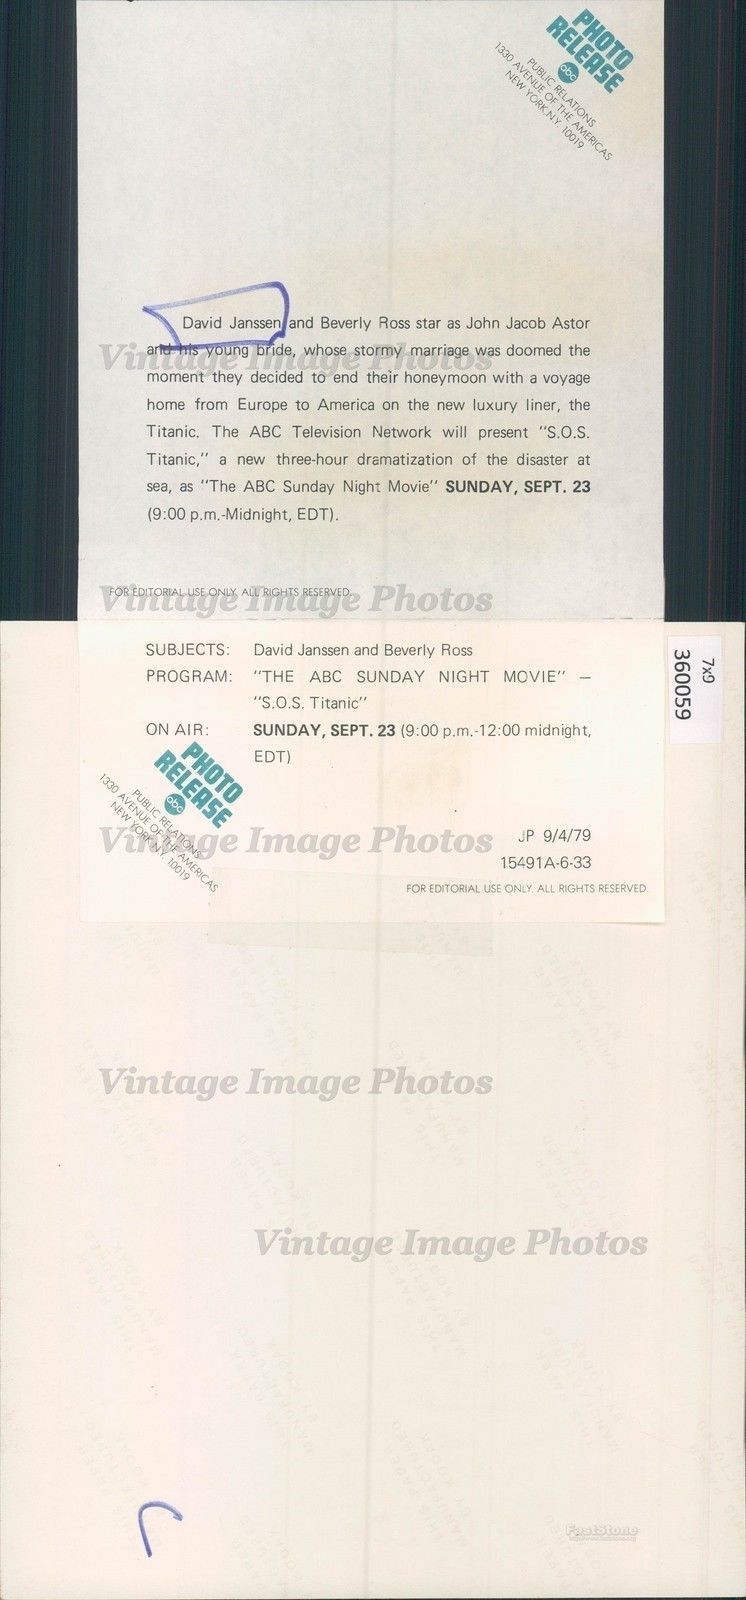 PHOTO
RELEASE
abc
PUBLIC RELATIONS
1330 AVENUE OF THE AMERICAS
NEW YORK,N.Y. 10019
David Janssen and Beverly Ross star as John Jacob Astor
and his young bride, whose stormy marriage was doomed the
Vintage Image Photos
moment they decided to end their honeymoon with a voyage
home from Europe to America on the new luxury liner, the
Titanic. The ABC Television Network will present "S.O.S.
Titanic," a new three-hour dramatization of the disaster at
sea, as "The ABC Sunday Night Movie" SUNDAY, SEPT. 23
(9:00 p.m.-Midnight, EDT).
FOR EDITORIAL USE ONLY. ALL RIGHTS RESERVED.
Vintage Image Photos
SUBJECTS: David Janssen and Beverly Ross
PROGRAM: "THE ABC SUNDAY NIGHT MOVIE" –
"S.O.S. Titanic"
ON AIR: SUNDAY, SEPT. 23 (9:00 p.m.-12:00 midnight,
EDT)
7x9
360059
PHOTO
RELEASE
abc
PUBLIC RELATIONS
1330 AVENUE OF THE AMERICAS
NEW YORK,N.Y. 10019
Vintage Image Photos
JP 9/4/79
15491A-6-33
FOR EDITORIAL USE ONLY. ALL RIGHTS RESERVED.
Vintage Image Photos
Vintage Image Photos
FastStone